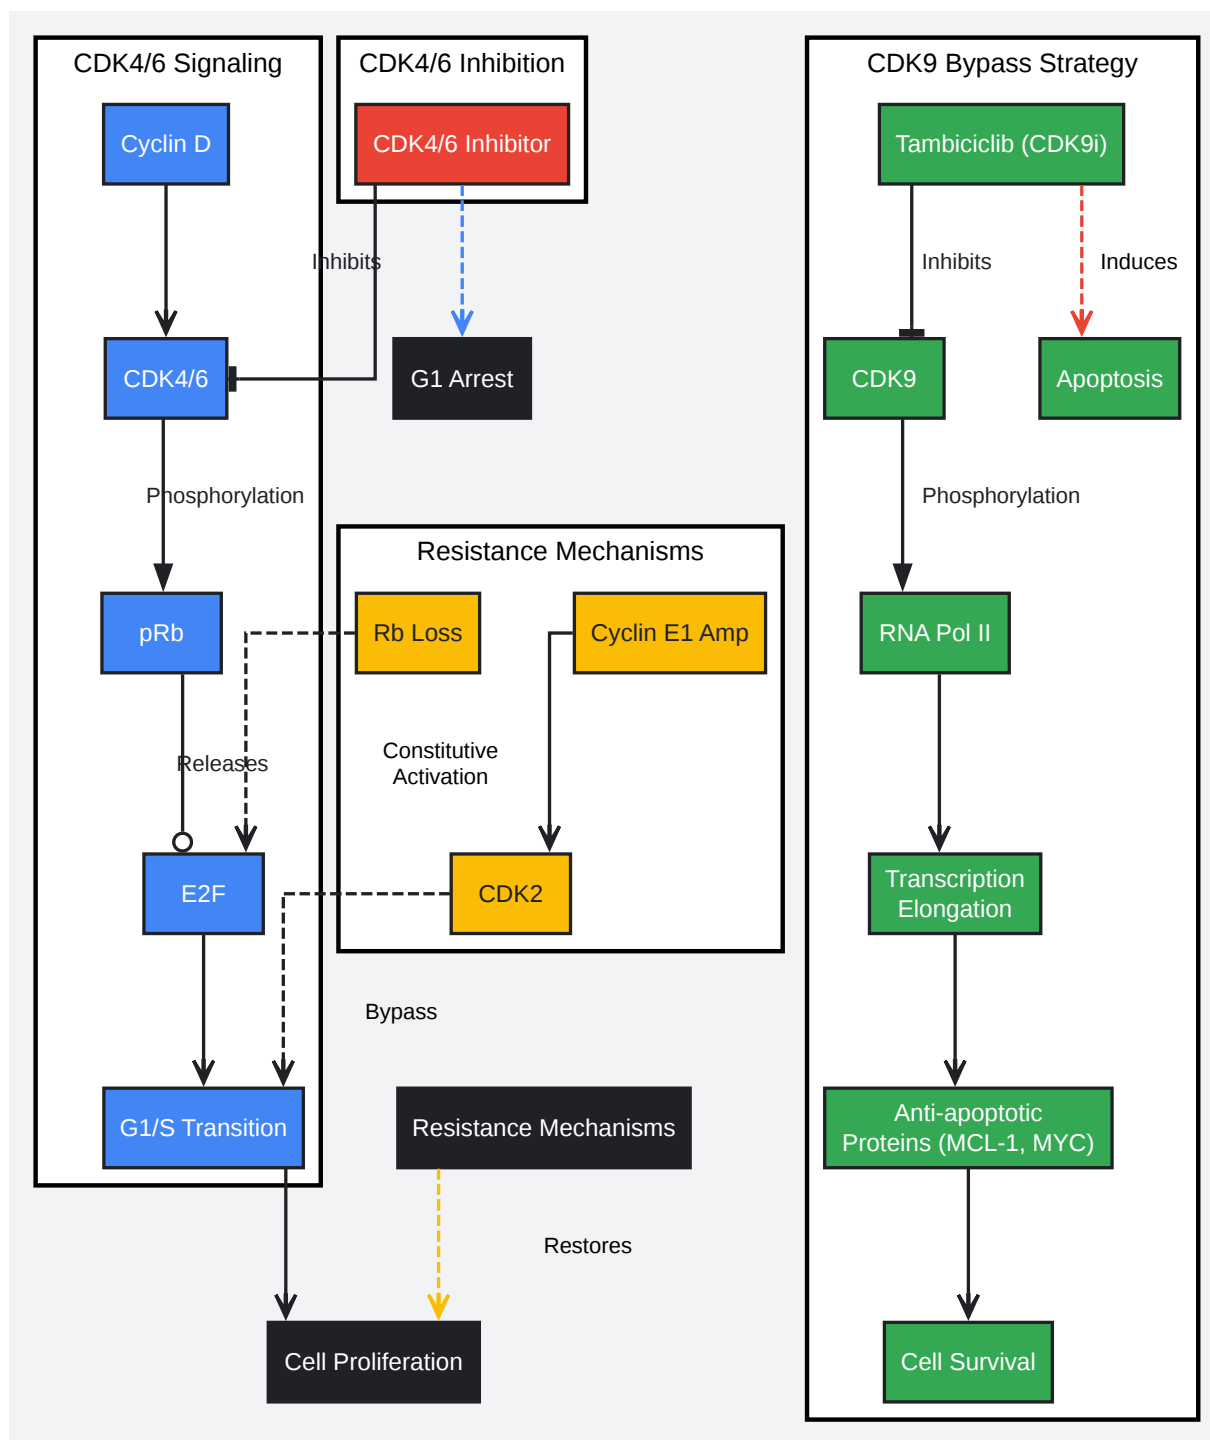 CDK4/6 Signaling
Cyclin D
CDK4/6
Phosphorylation
pRb
Releases
E2F
G1/S Transition
CDK4/6 Inhibition
CDK4/6 Inhibitor
Inhibits
G1 Arrest
Resistance Mechanisms
Rb Loss
Cyclin E1 Amp
Constitutive
Activation
CDK2
Bypass
Resistance Mechanisms
Restores
Cell Proliferation
CDK9 Bypass Strategy
Tambiciclib (CDK9i)
Inhibits
Induces
CDK9
Apoptosis
Phosphorylation
RNA Pol II
Transcription
Elongation
Anti-apoptotic
Proteins (MCL-1, MYC)
Cell Survival